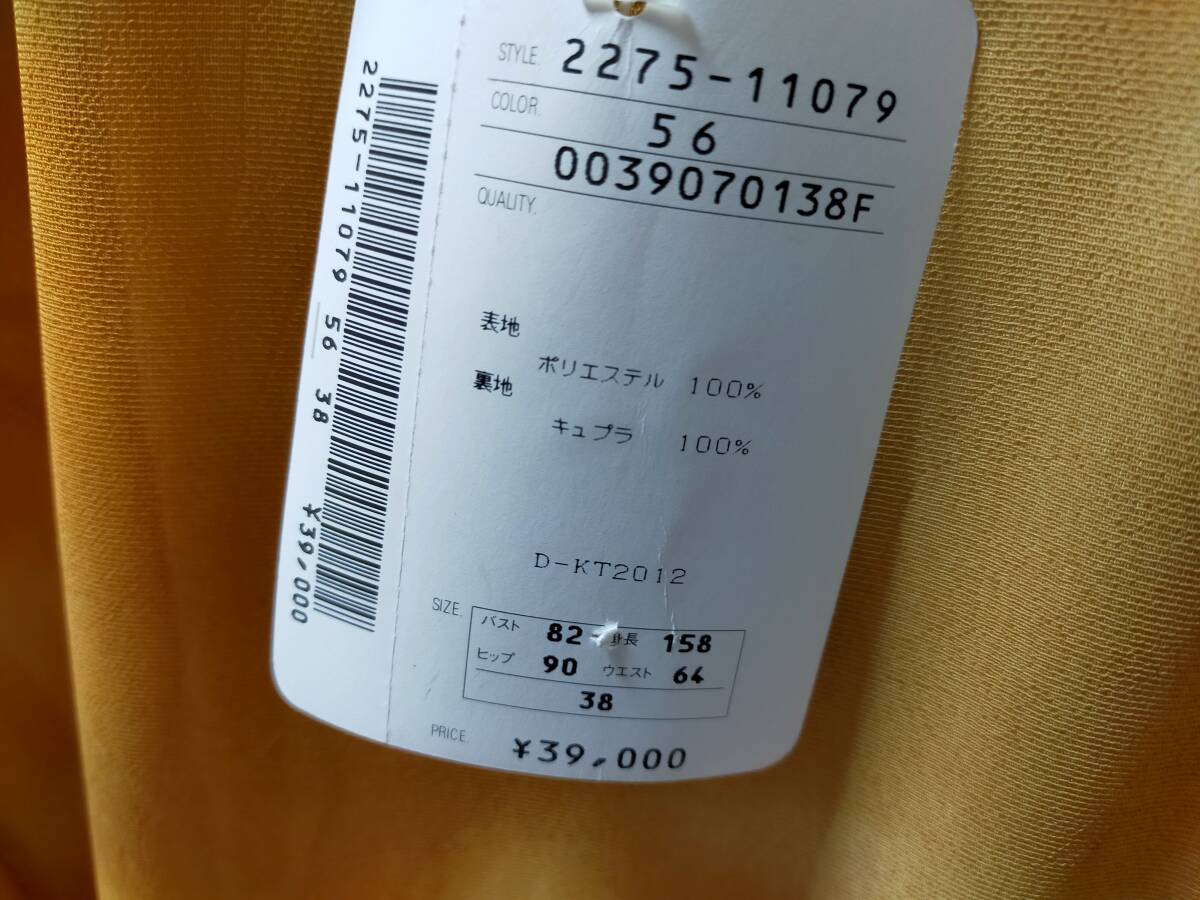 STYLE. 2275-11079
COLOR. 56
0039070138F
QUALITY.
表地
ポリエステル 100%
裏地
キュプラ 100%
D-KT2012
SIZE.
バスト 82 身長 158
ヒップ 90 ウエスト 64
38
PRICE. ¥39,000
2275-11079 56 38 ¥39,000